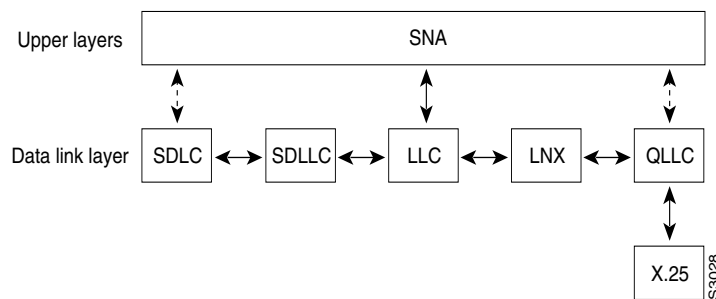 Upper layers SNA
Data link layer SDLC SDLLC LLC LNX QLLC
X.25
S3028